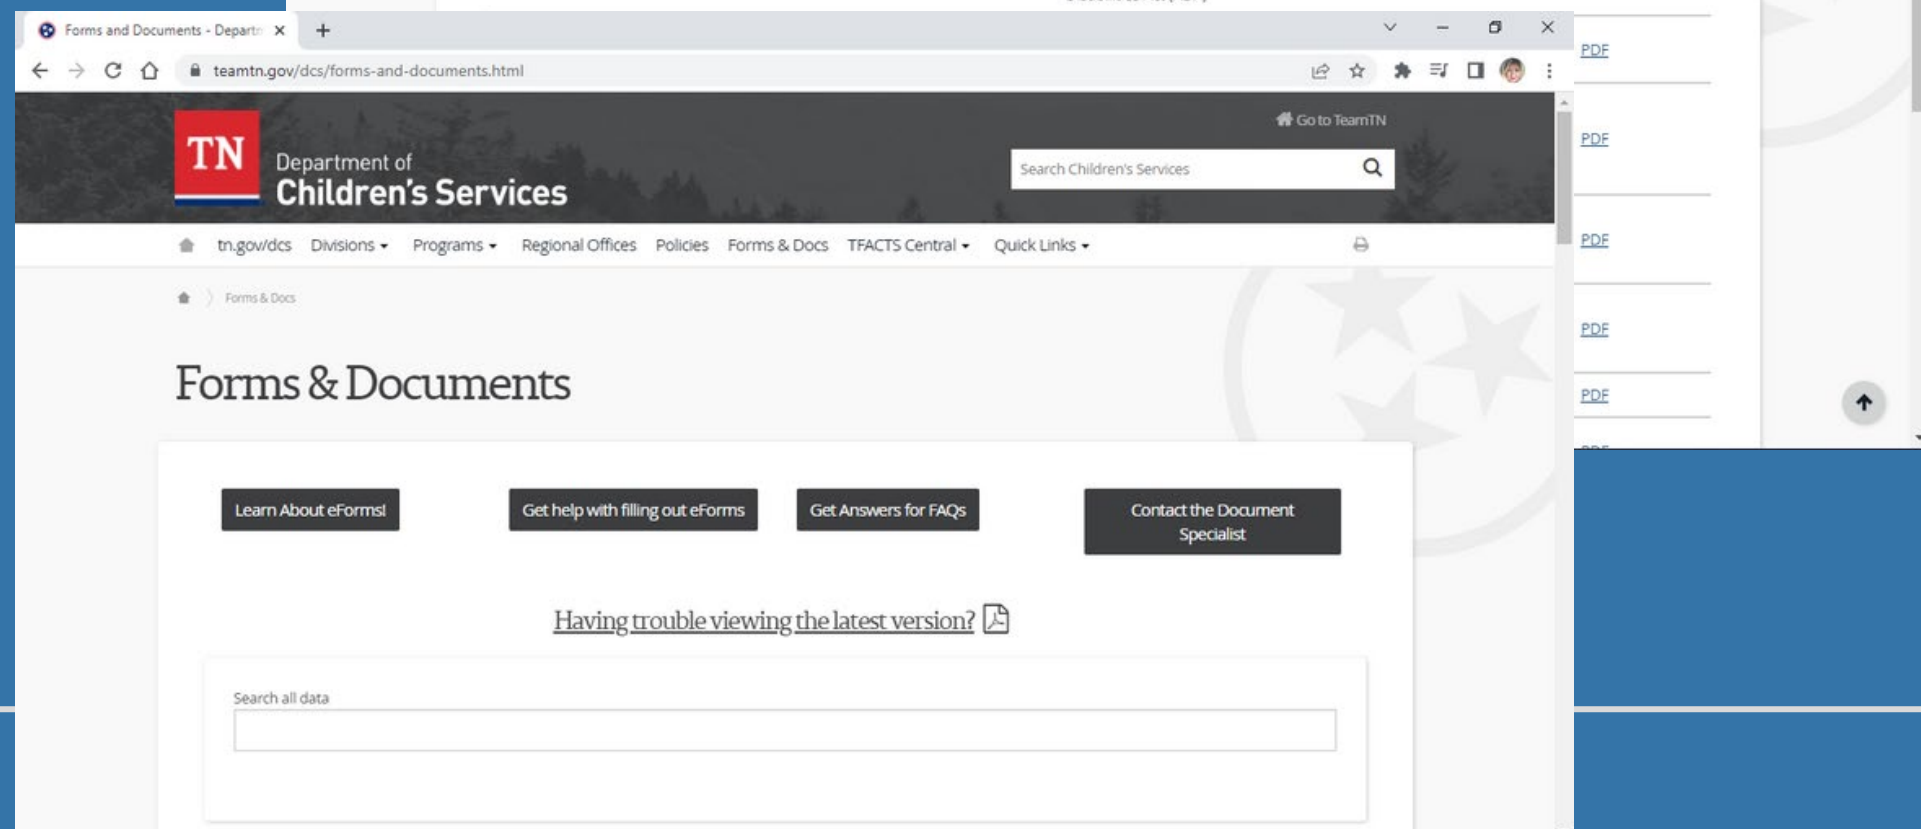 Forms and Documents - Departm
teamtn.gov/dcs/forms-and-documents.html
Go to TeamTN
TN
Department of
Children's Services
Search Children's Services
tn.gov/dcs Divisions Programs Regional Offices Policies Forms & Docs TFACTS Central Quick Links
Forms & Docs
Forms & Documents
Learn About eForms!
Get help with filling out eForms
Get Answers for FAQs
Contact the Document
Specialist
Having trouble viewing the latest version?
Search all data
PDF
PDF
PDF
PDF
PDF